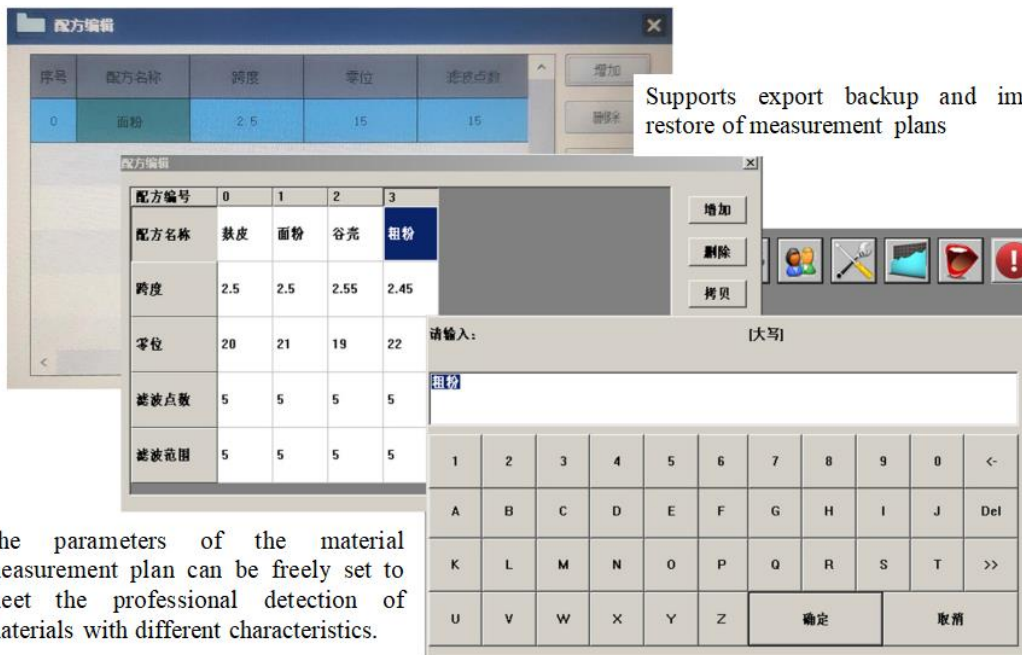 配方编辑
序号 配方名称 跨度 零位 滤波点数
增加
0 面粉 2.5 15 15
删除
Supports export backup and im
restore of measurement plans
配方编辑
配方编号 0 1 2 3
增加
配方名称 麸皮 面粉 谷壳 粗粉
删除
跨度 2.5 2.5 2.55 2.45
拷贝
零位 20 21 19 22
滤波点数 5 5 5 5
滤波范围 5 5 5 5
请输入: [大写]
粗粉
1 2 3 4 5 6 7 8 9 0 <-
A B C D E F G H I J Del
K L M N O P Q R S T >>
U V W X Y Z 确定 取消
he parameters of the material
neasurement plan can be freely set to
neet the professional detection of
naterials with different characteristics.